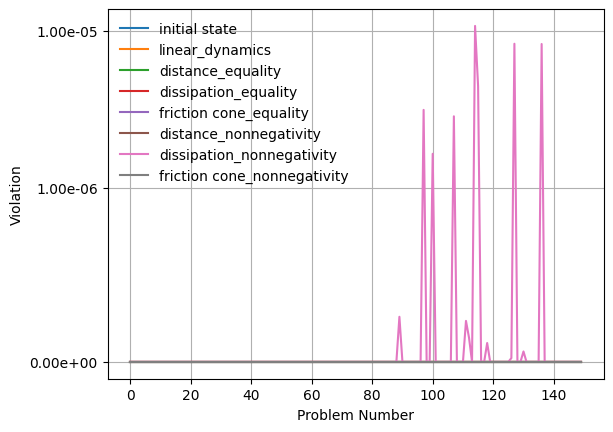 1.00e-05
1.00e-06
0.00e+00
Violation
initial state
linear_dynamics
distance_equality
dissipation_equality
friction cone_equality
distance_nonnegativity
dissipation_nonnegativity
friction cone_nonnegativity
0 20 40 60 80 100 120 140
Problem Number